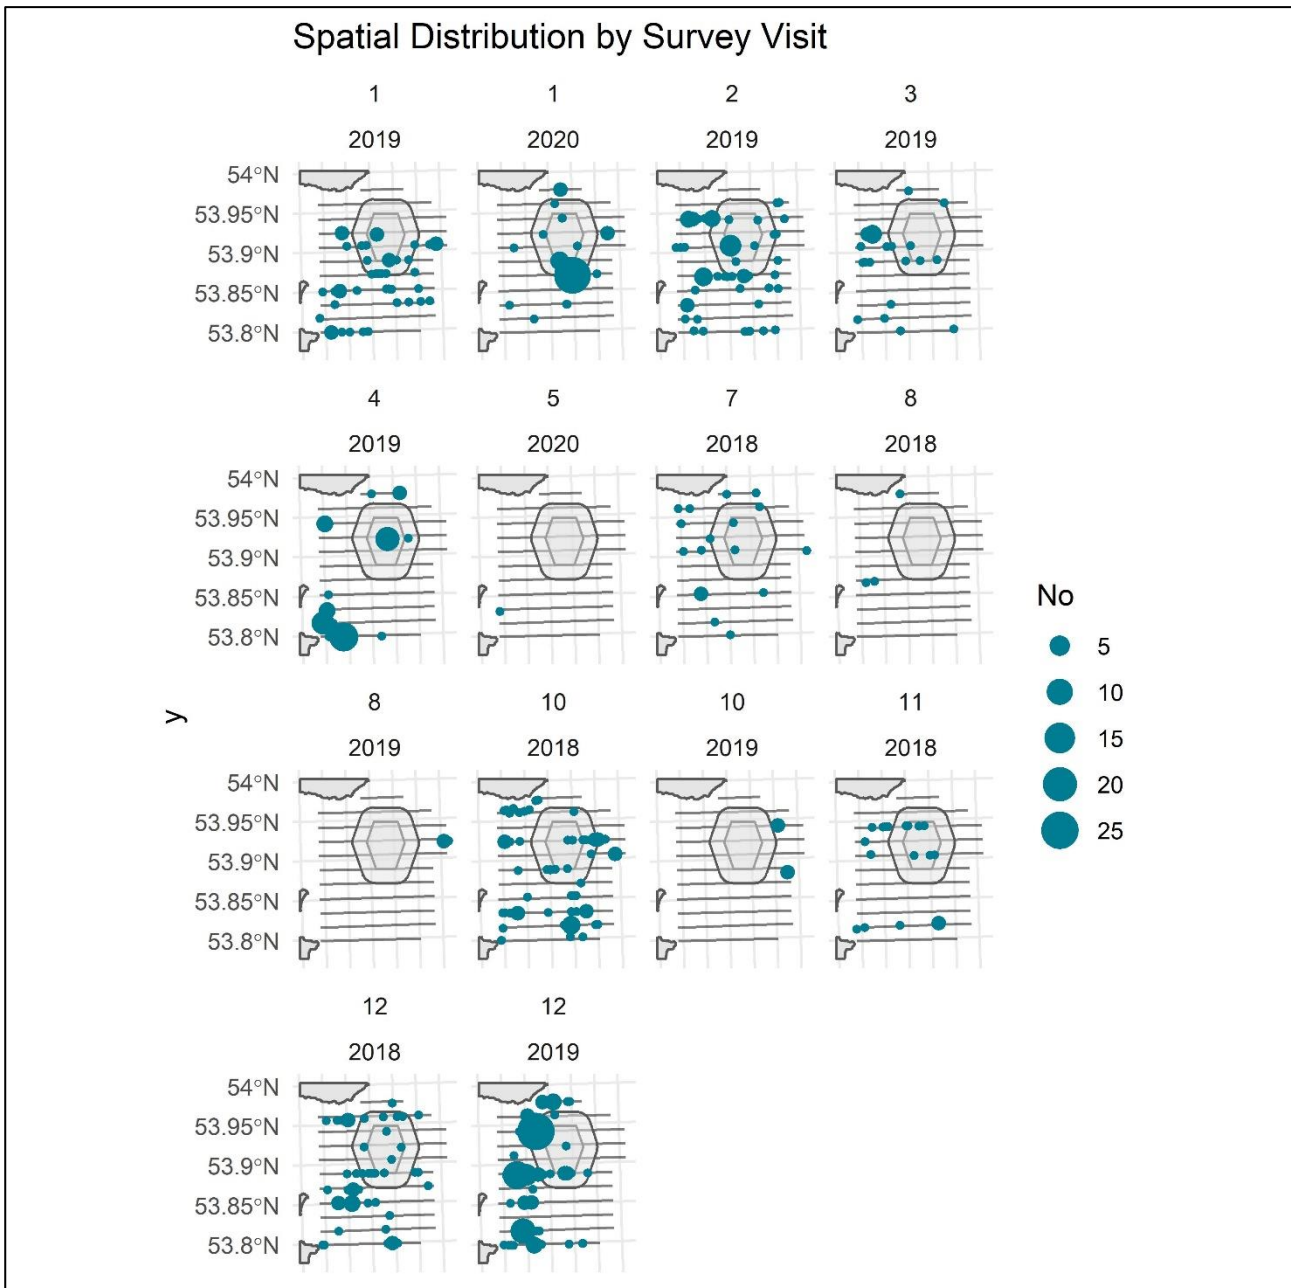 Spatial Distribution by Survey Visit
1 1 2 3
2019 2020 2019 2019
54°N
53.95°N
53.9°N
53.85°N
53.8°N
4 5 7 8
2019 2020 2018 2018
54°N
53.95°N
53.9°N
53.85°N
53.8°N
8 10 10 11
2019 2018 2019 2018
54°N
53.95°N
53.9°N
53.85°N
53.8°N
12 12
2018 2019
54°N
53.95°N
53.9°N
53.85°N
53.8°N
y
No
5
10
15
20
25